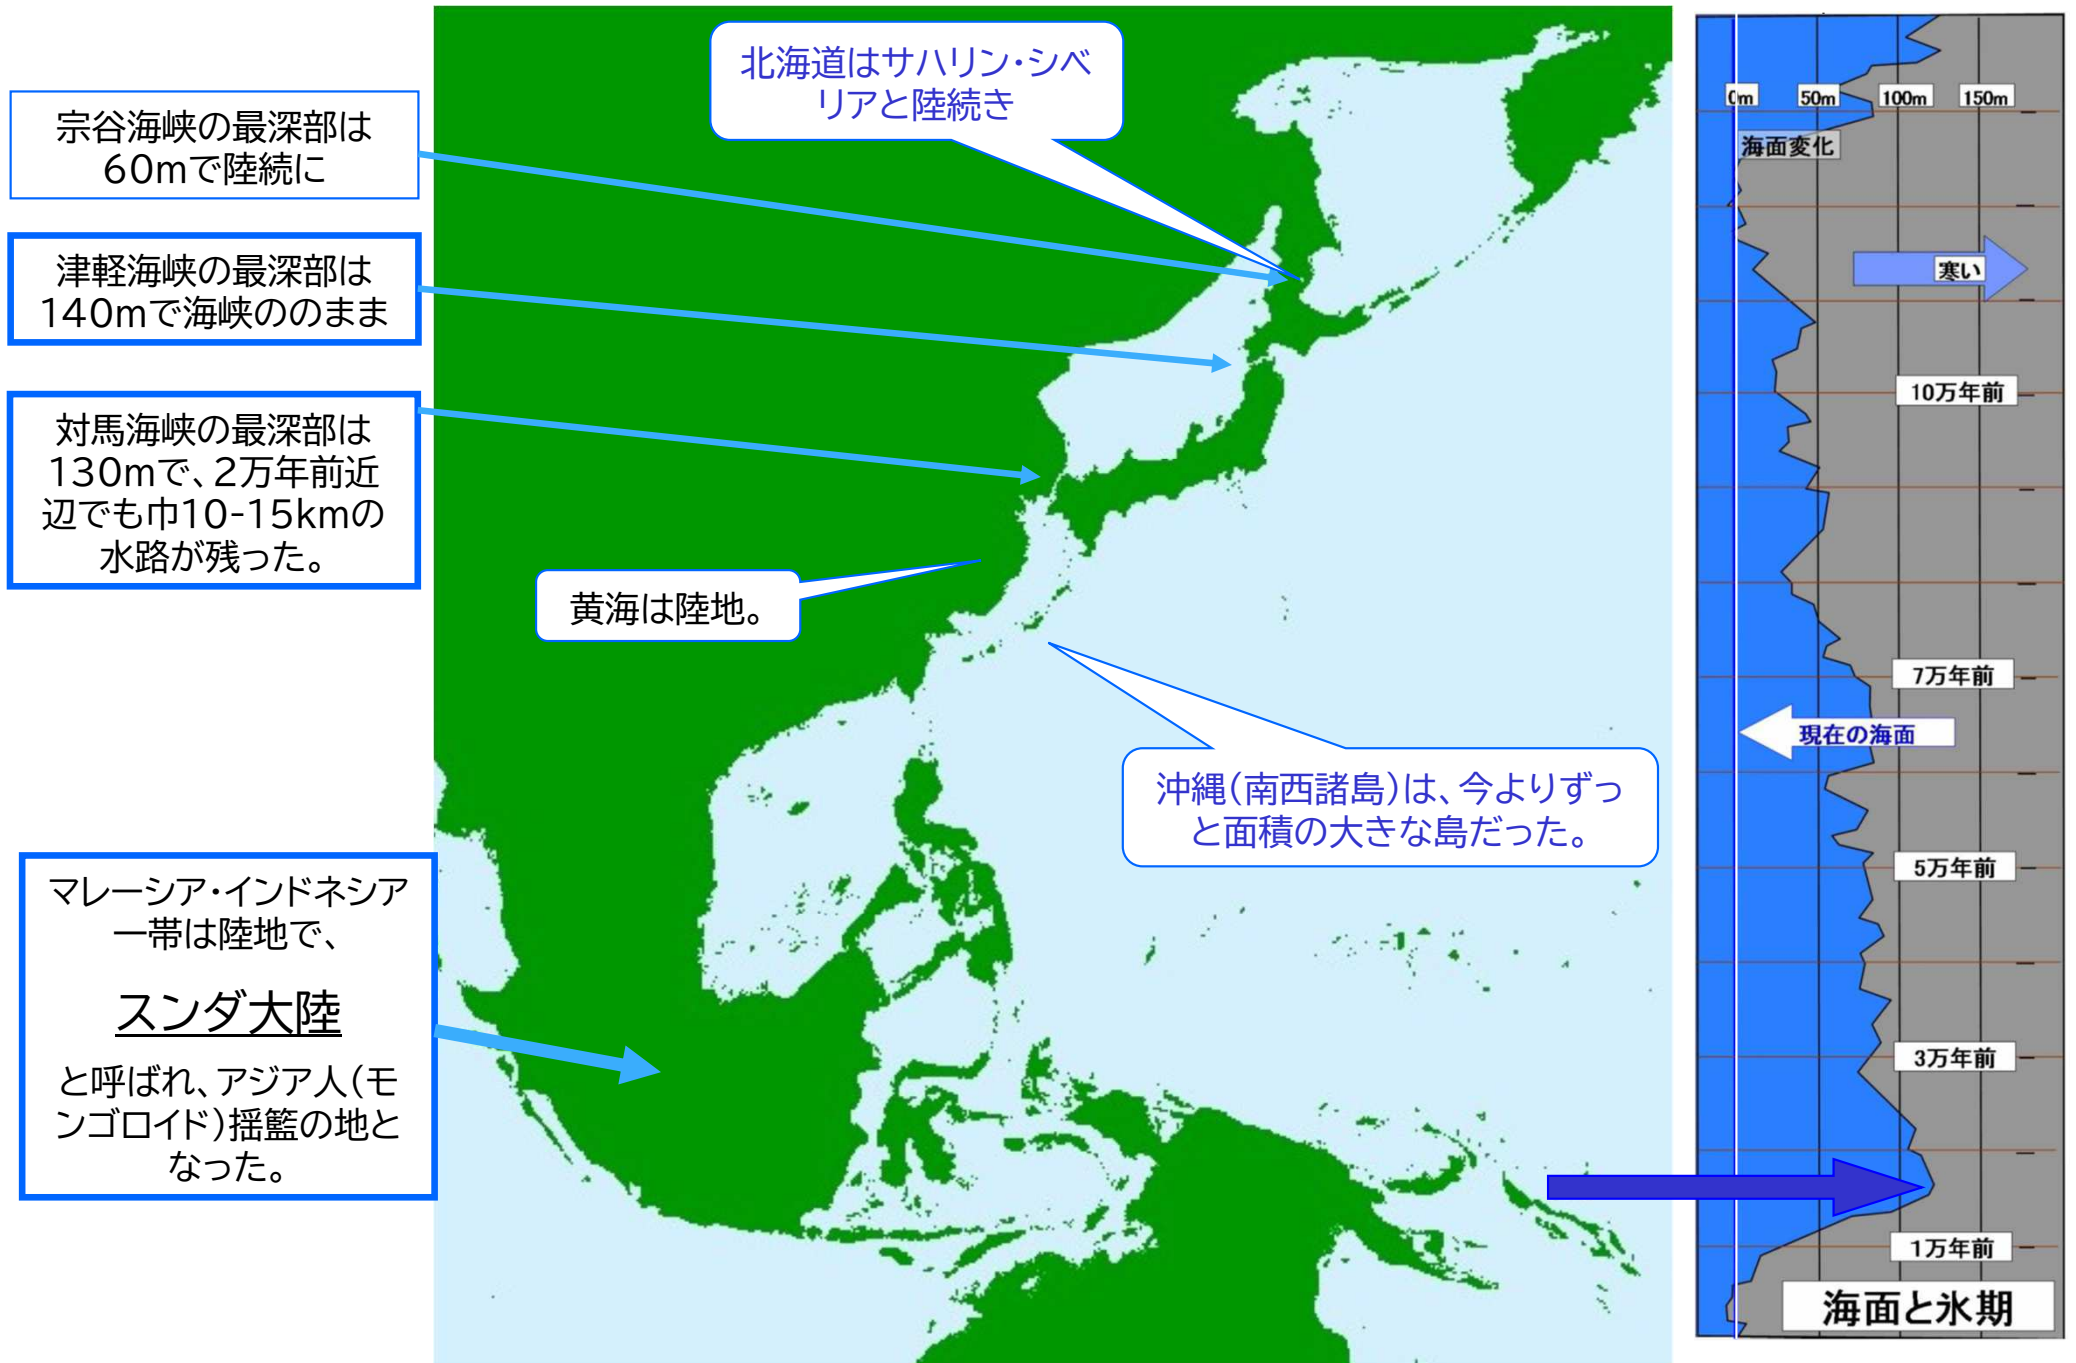 宗谷海峡の最深部は
60mで陸続に
津軽海峡の最深部は
140mで海峡ののまま
対馬海峡の最深部は
130mで、2万年前近
辺でも巾10-15kmの
水路が残った。
マレーシア・インドネシア
一帯は陸地で、
スンダ大陸
と呼ばれ、アジア人(モ
ンゴロイド)揺籃の地と
なった。
北海道はサハリン・シベ
リアと陸続き
黄海は陸地。
沖縄(南西諸島)は、今よりずっ
と面積の大きな島だった。
0m 50m 100m 150m
海面変化
寒い
10万年前
7万年前
現在の海面
5万年前
3万年前
1万年前
海面と氷期